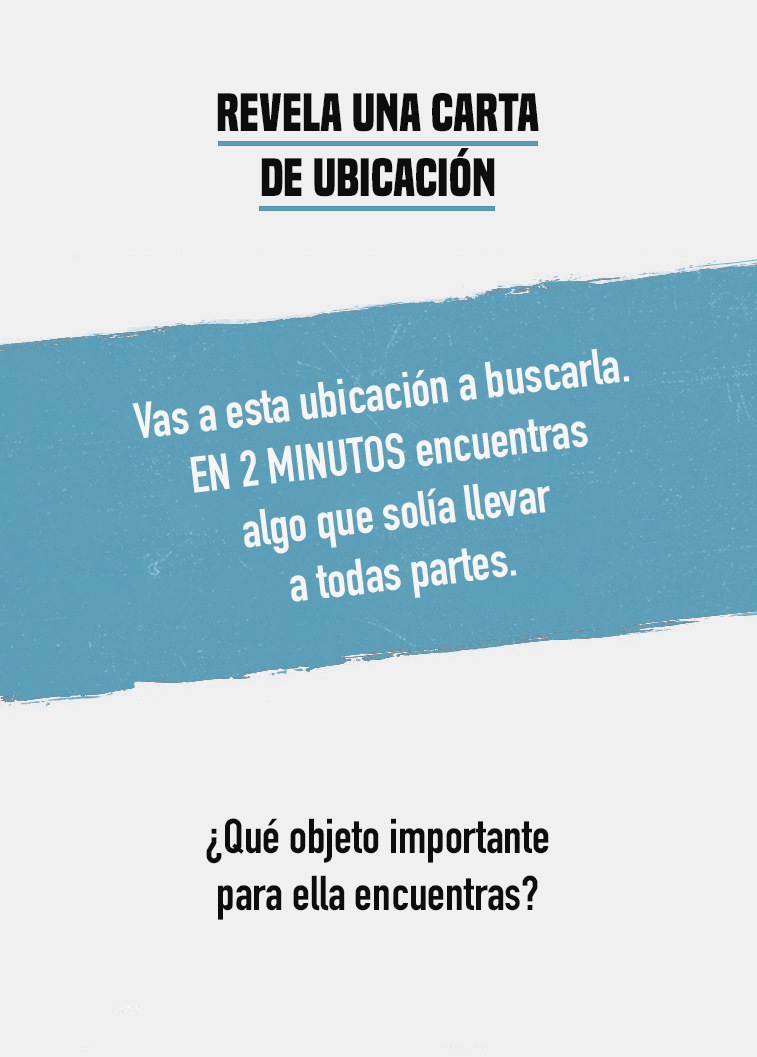 REVELA UNA CARTA
DE UBICACIÓN
Vas a esta ubicación a buscarla.
EN 2 MINUTOS encuentras
algo que solía llevar
a todas partes.
¿Qué objeto importante
para ella encuentras?